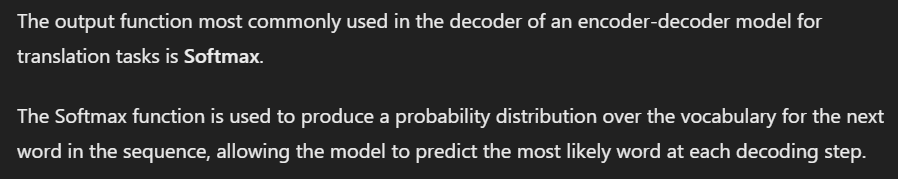 The output function most commonly used in the decoder of an encoder-decoder model for
translation tasks is Softmax.
The Softmax function is used to produce a probability distribution over the vocabulary for the next
word in the sequence, allowing the model to predict the most likely word at each decoding step.